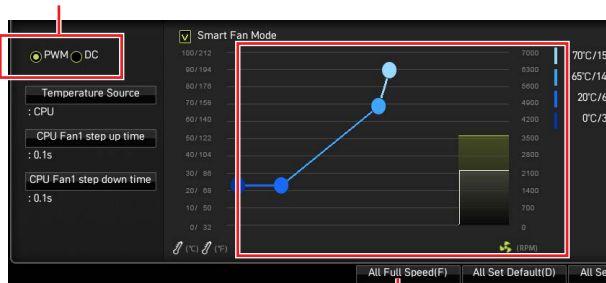 Smart Fan Mode
PWM DC
Temperature Source
: CPU
CPU Fan1 step up time
: 0.1s
CPU Fan1 step down time
: 0.1s
100/212
90/194
80/176
70/158
60/140
50/122
40/104
30/ 86
20/ 68
10/ 50
0/ 32
(℃) (℉)
7000
6300
5600
4900
4200
3500
2800
2100
1400
700
0
(RPM)
70℃/15
65℃/14
20℃/6
0℃/3
All Full Speed(F) All Set Default(D) All Se